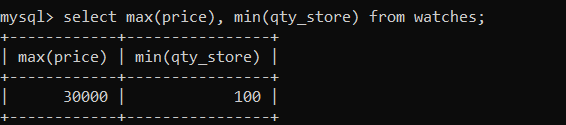 mysql> select max(price), min(qty_store) from watches;
+------------+----------------+
| max(price) | min(qty_store) |
+------------+----------------+
|      30000 |            100 |
+------------+----------------+